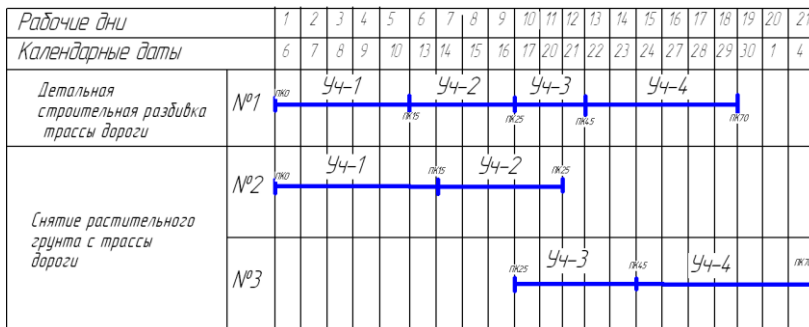 Рабочие дни 1 2 3 4 5 6 7 8 9 10 11 12 13 14 15 16 17 18 19 20 21
Календарные даты 6 7 8 9 10 13 14 15 16 17 20 21 22 23 24 27 28 29 30 1 4
Детальная
строительная разбивка
трассы дороги
№1
Уч-1 Уч-2 Уч-3 Уч-4
ПК0 ПК15 ПК25 ПК45 ПК70
Снятие растительного
грунта с трассы
дороги
№2
Уч-1 Уч-2
ПК0 ПК15 ПК25
№3
Уч-3 Уч-4
ПК25 ПК45 ПК70